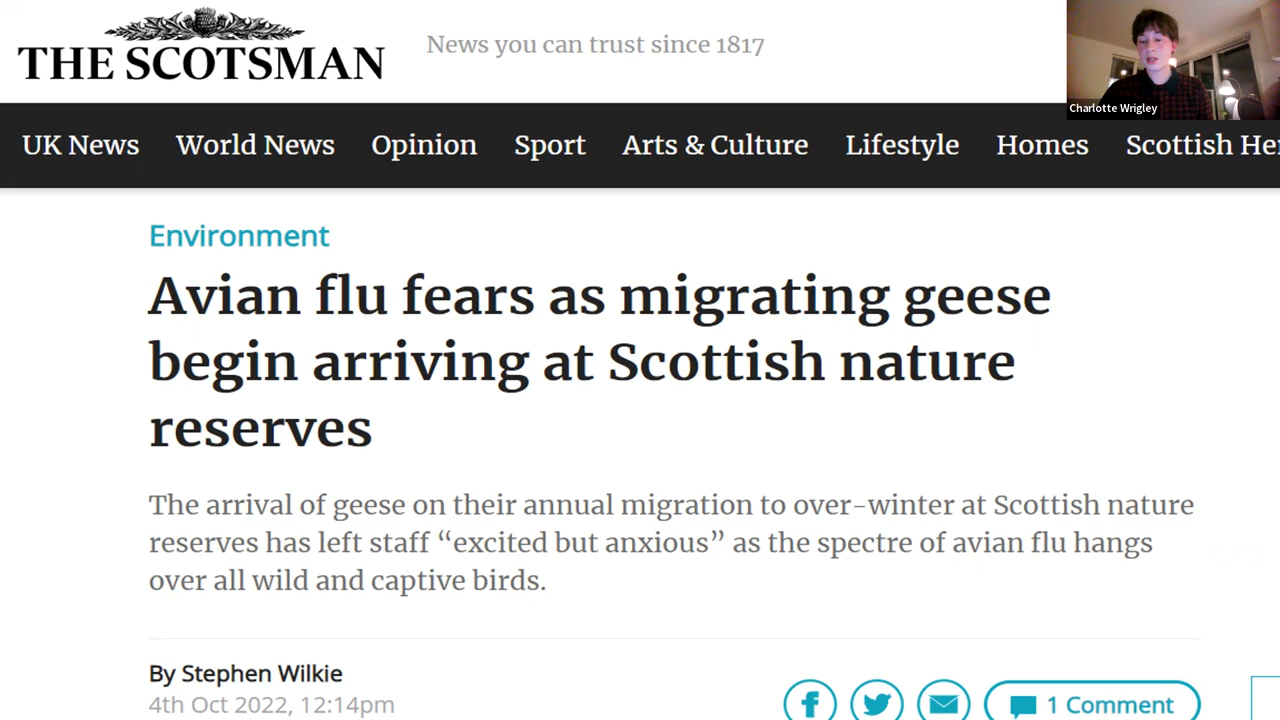 THE SCOTSMAN
News you can trust since 1817
Charlotte Wrigley
UK News World News Opinion Sport Arts & Culture Lifestyle Homes Scottish Her
Environment
Avian flu fears as migrating geese
begin arriving at Scottish nature
reserves
The arrival of geese on their annual migration to over-winter at Scottish nature
reserves has left staff “excited but anxious” as the spectre of avian flu hangs
over all wild and captive birds.
By Stephen Wilkie
4th Oct 2022, 12:14pm
1 Comment